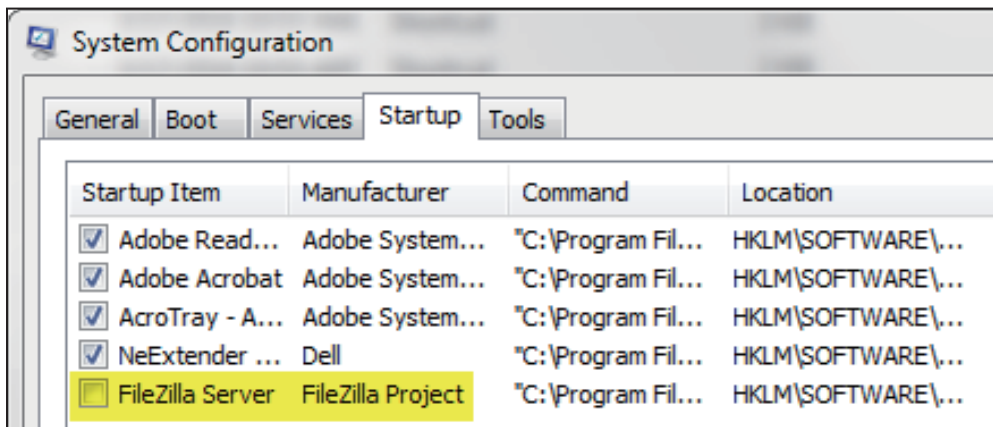 System Configuration
General Boot Services Startup Tools
Startup Item Manufacturer Command Location
Adobe Read... Adobe System... "C:\Program Fil... HKLM\SOFTWARE\...
Adobe Acrobat Adobe System... "C:\Program Fil... HKLM\SOFTWARE\...
AcroTray - A... Adobe System... "C:\Program Fil... HKLM\SOFTWARE\...
NeExtender ... Dell "C:\Program Fil... HKLM\SOFTWARE\...
FileZilla Server FileZilla Project "C:\Program Fil... HKLM\SOFTWARE\...